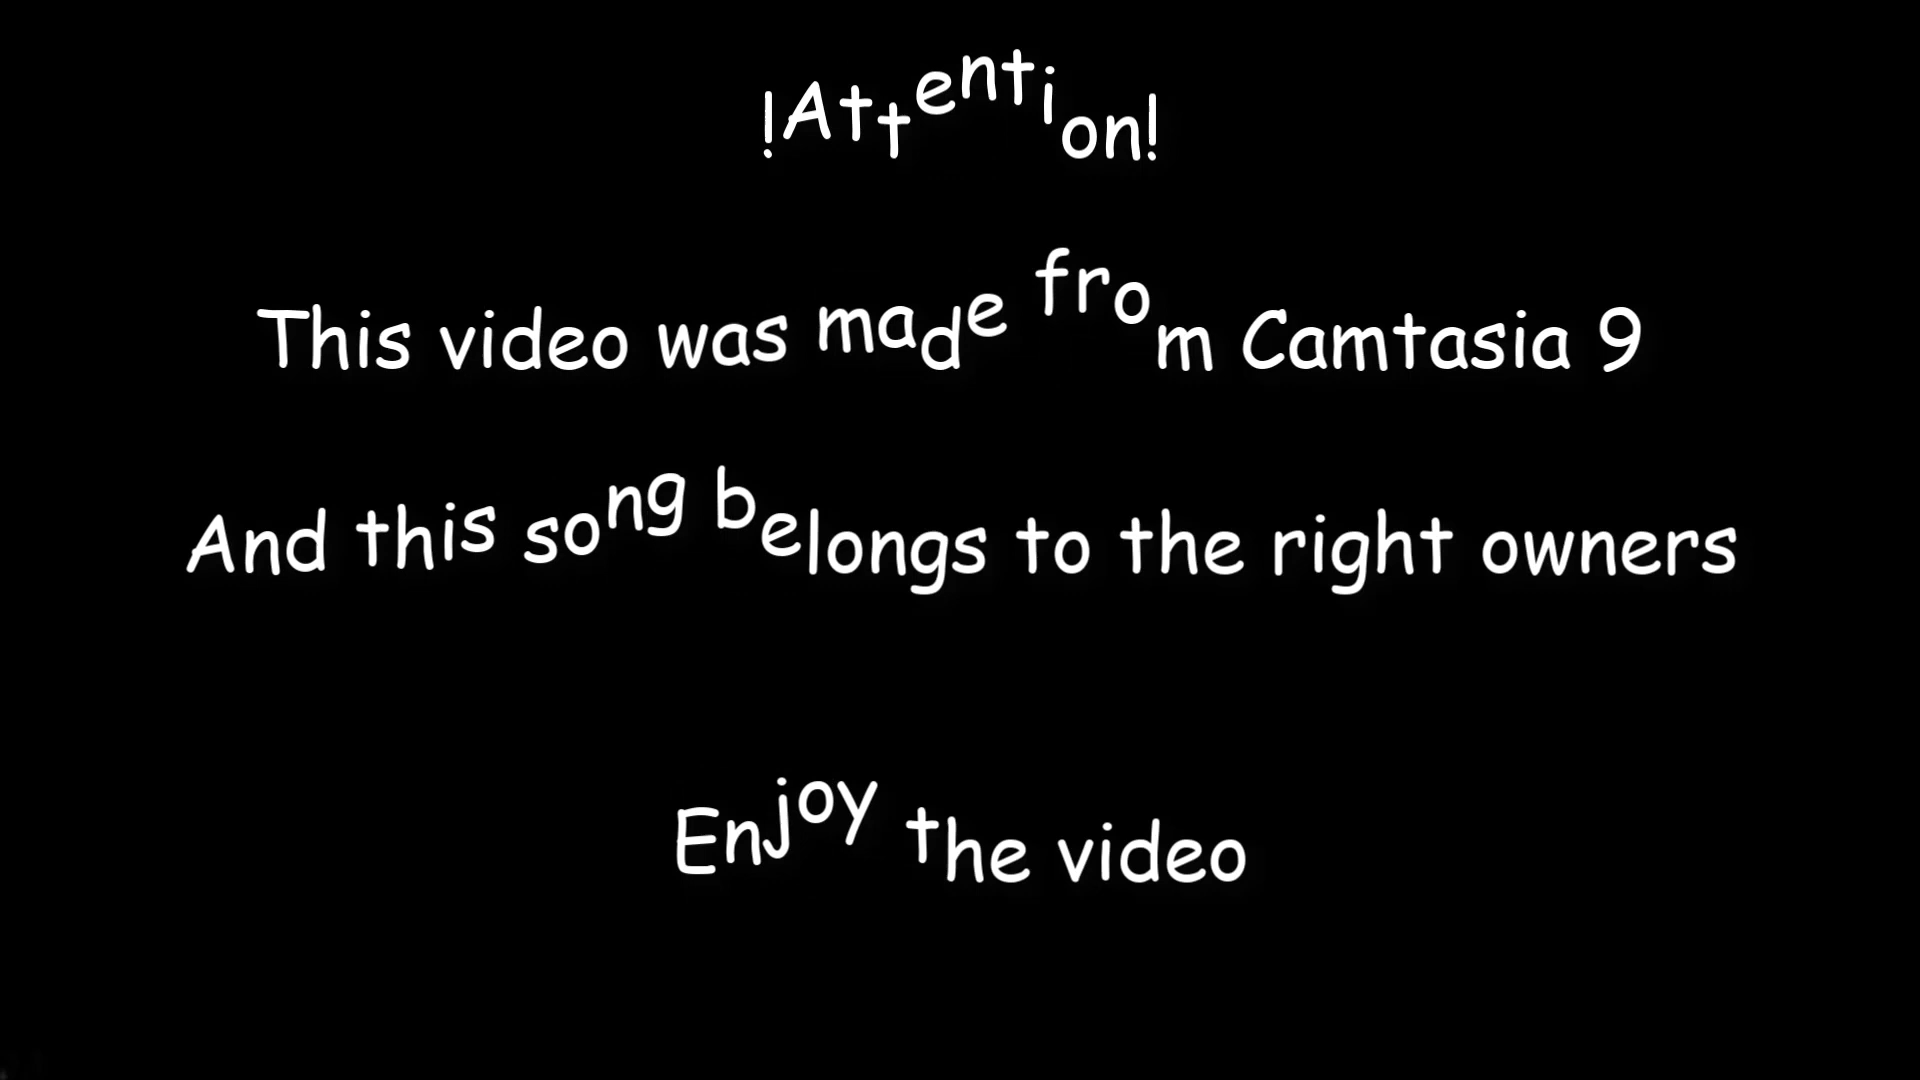 !Attention!
This video was made from Camtasia 9
And this song belongs to the right owners
Enjoy the video